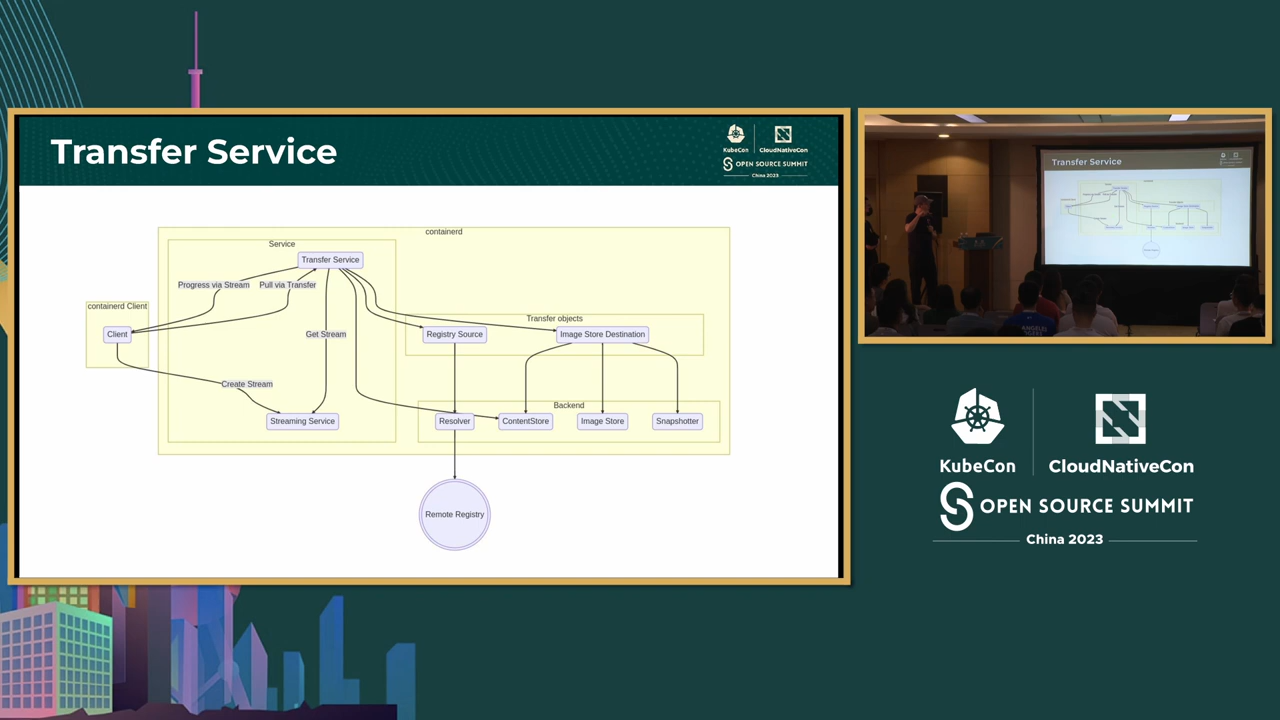 Transfer Service
KubeCon
CloudNativeCon
OPEN SOURCE SUMMIT
China 2023
containerd
Service
Transfer Service
Progress via Stream
Pull via Transfer
containerd Client
Client
Get Stream
Create Stream
Streaming Service
Transfer objects
Registry Source
Image Store Destination
Backend
Resolver
ContentStore
Image Store
Snapshotter
Remote Registry
Transfer Service
KubeCon
CloudNativeCon
OPEN SOURCE SUMMIT
China 2023